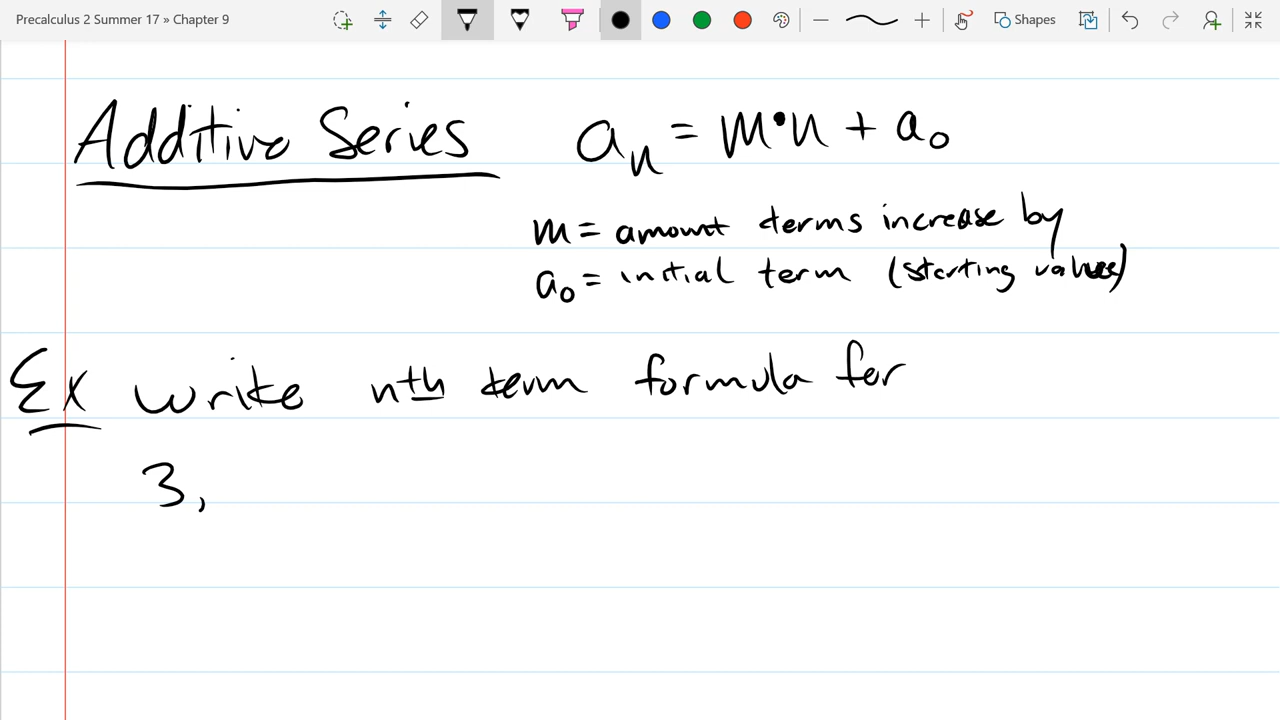 Precalculus 2 Summer 17 » Chapter 9
Shapes
Additive Series aₙ = m•n + a₀
m = amount terms increase by
a₀ = initial term (starting values)
Ex Write nth term formula for
3,